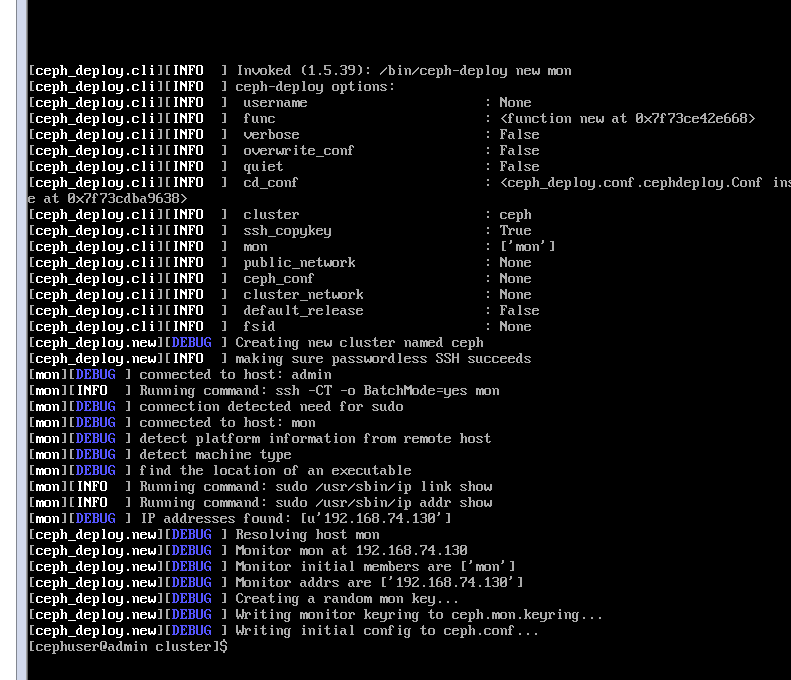 [ceph_deploy.cli][INFO  ] Invoked (1.5.39): /bin/ceph-deploy new mon
[ceph_deploy.cli][INFO  ] ceph-deploy options:
[ceph_deploy.cli][INFO  ]  username                      : None
[ceph_deploy.cli][INFO  ]  func                          : <function new at 0x7f73ce42e668>
[ceph_deploy.cli][INFO  ]  verbose                       : False
[ceph_deploy.cli][INFO  ]  overwrite_conf                : False
[ceph_deploy.cli][INFO  ]  quiet                         : False
[ceph_deploy.cli][INFO  ]  cd_conf                       : <ceph_deploy.conf.cephdeploy.Conf ins
e at 0x7f73cdba9638>
[ceph_deploy.cli][INFO  ]  cluster                       : ceph
[ceph_deploy.cli][INFO  ]  ssh_copykey                   : True
[ceph_deploy.cli][INFO  ]  mon                           : ['mon']
[ceph_deploy.cli][INFO  ]  public_network                : None
[ceph_deploy.cli][INFO  ]  ceph_conf                     : None
[ceph_deploy.cli][INFO  ]  cluster_network               : None
[ceph_deploy.cli][INFO  ]  default_release               : False
[ceph_deploy.cli][INFO  ]  fsid                          : None
[ceph_deploy.new][DEBUG ] Creating new cluster named ceph
[ceph_deploy.new][INFO  ] making sure passwordless SSH succeeds
[mon][DEBUG ] connected to host: admin
[mon][INFO  ] Running command: ssh -CT -o BatchMode=yes mon
[mon][DEBUG ] connection detected need for sudo
[mon][DEBUG ] connected to host: mon
[mon][DEBUG ] detect platform information from remote host
[mon][DEBUG ] detect machine type
[mon][DEBUG ] find the location of an executable
[mon][INFO  ] Running command: sudo /usr/sbin/ip link show
[mon][INFO  ] Running command: sudo /usr/sbin/ip addr show
[mon][DEBUG ] IP addresses found: [u'192.168.74.130']
[ceph_deploy.new][DEBUG ] Resolving host mon
[ceph_deploy.new][DEBUG ] Monitor mon at 192.168.74.130
[ceph_deploy.new][DEBUG ] Monitor initial members are ['mon']
[ceph_deploy.new][DEBUG ] Monitor addrs are ['192.168.74.130']
[ceph_deploy.new][DEBUG ] Creating a random mon key...
[ceph_deploy.new][DEBUG ] Writing monitor keyring to ceph.mon.keyring...
[ceph_deploy.new][DEBUG ] Writing initial config to ceph.conf...
[cephuser@admin cluster]$